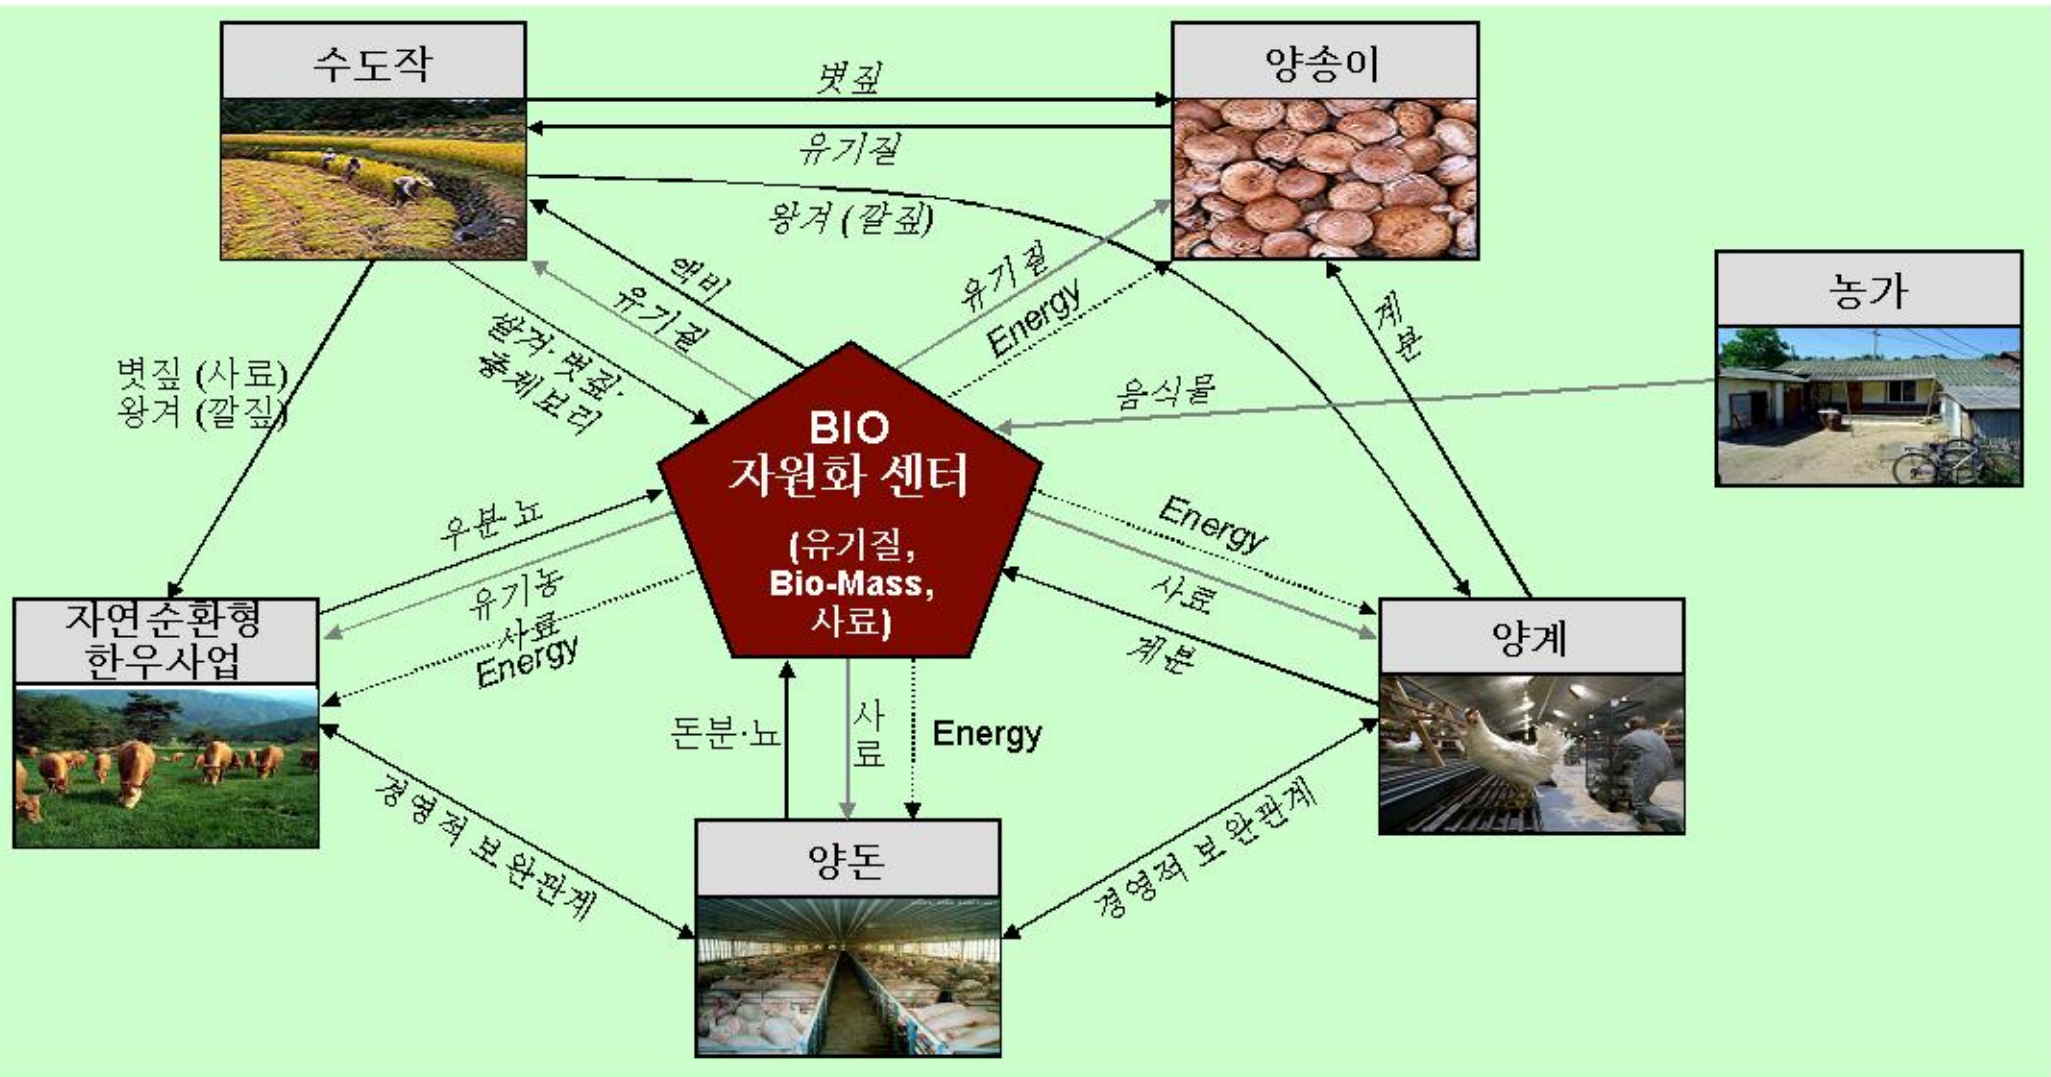 수도작
양송이
볏짚
유기질
왕겨 (깔짚)
농가
액비
유기질
쌀겨·볏짚·
총체보리
유기질
Energy
계분
음식물
볏짚 (사료)
왕겨 (깔짚)
BIO
자원화 센터
(유기질,
Bio-Mass,
사료)
우분뇨
유기농
사료
Energy
Energy
사료
계분
자연순환형
한우사업
양계
돈분·뇨
사료
Energy
경영적 보완관계
경영적 보완관계
양돈